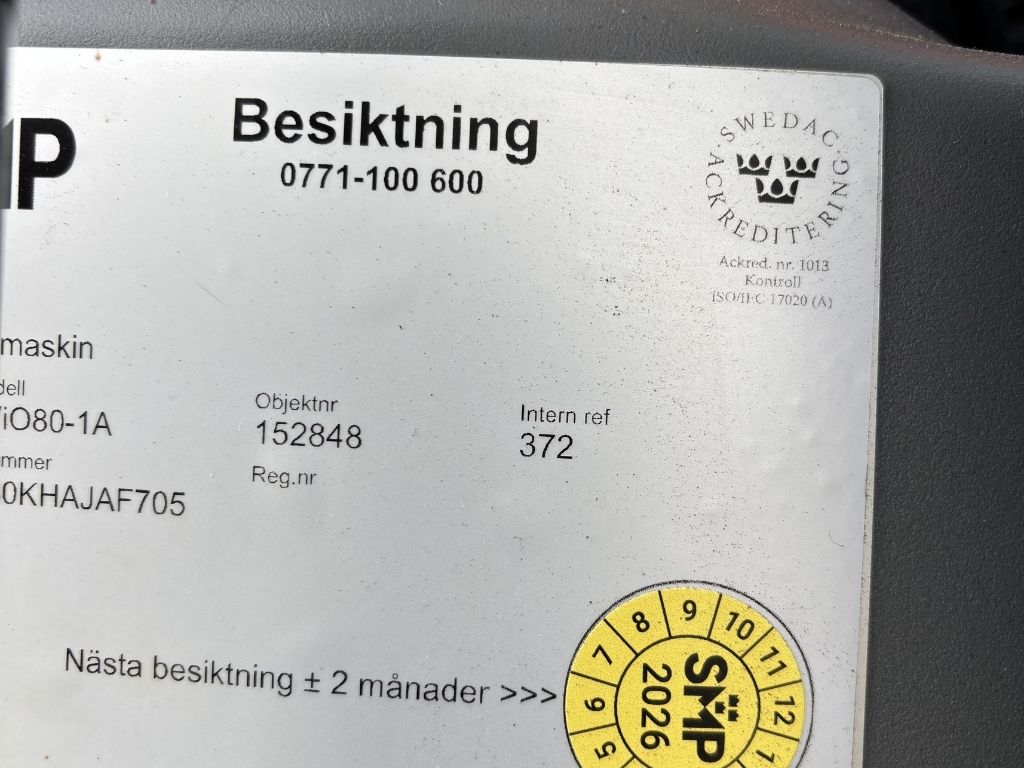 MP
Besiktning
0771-100 600
SWEDAC
ACKREDITERING
Ackred. nr. 1013
Kontroll
ISO/IEC 17020 (A)
maskin
dell
iO80-1A
Objektnr
152848
Intern ref
372
mmer
0KHAJAF705
Reg.nr
Nästa besiktning ± 2 månader >>>
5 6 7 8 9 10 11 12 1
SMP
2026